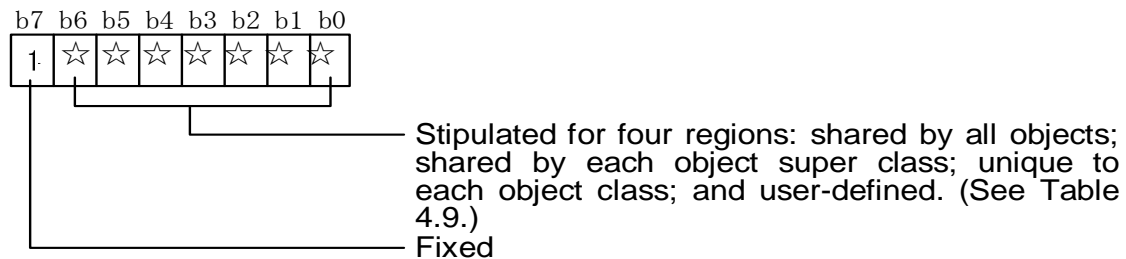 b7 b6 b5 b4 b3 b2 b1 b0
1 ☆ ☆ ☆ ☆ ☆ ☆ ☆
Stipulated for four regions: shared by all objects;
shared by each object super class; unique to
each object class; and user-defined. (See Table
4.9.)
Fixed